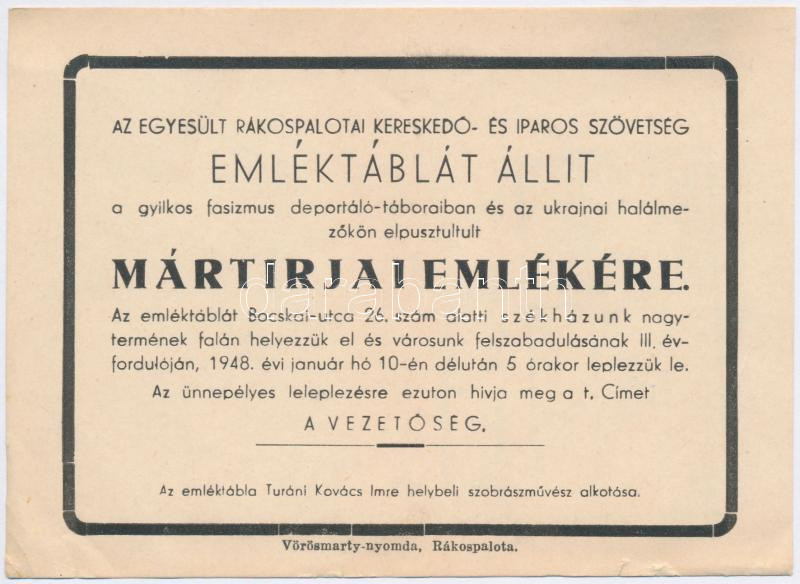 AZ EGYESÜLT RÁKOSPALOTAI KERESKEDŐ- ÉS IPAROS SZÖVETSÉG
EMLÉKTÁBLÁT ÁLLIT
a gyilkos fasizmus deportáló-táboraiban és az ukrajnai halálme-
zőkön elpusztultult
MÁRTIRJAI EMLÉKÉRE.
Az emléktáblát Bocskai-utca 26. szám alatti székházunk nagy-
termének falán helyezzük el és városunk felszabadulásának III. év-
fordulóján, 1948. évi január hó 10-én délután 5 órakor leplezzük le.
Az ünnepélyes leleplezésre ezuton hivja meg a t. Címet
A VEZETŐSÉG.
Az emléktábla Turáni Kovács Imre helybeli szobrászművész alkotása.
Vörösmarty-nyomda, Rákospalota.
darabanth